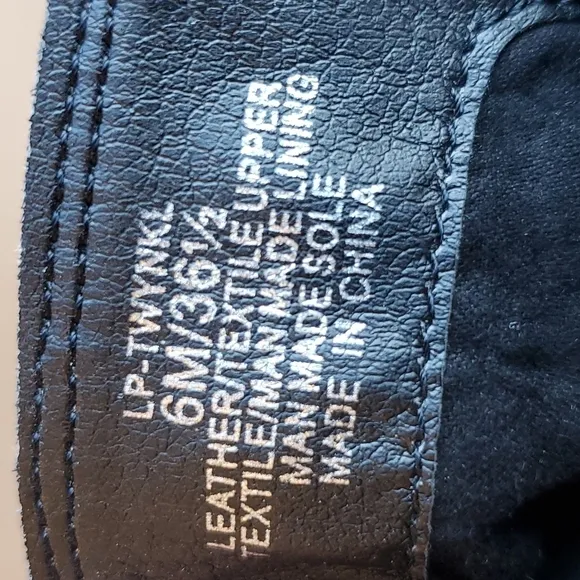 LP-TWYNKL
6M/36½
LEATHER/TEXTILE UPPER
TEXTILE/MAN MADE LINING
MAN MADE SOLE
MADE IN CHINA